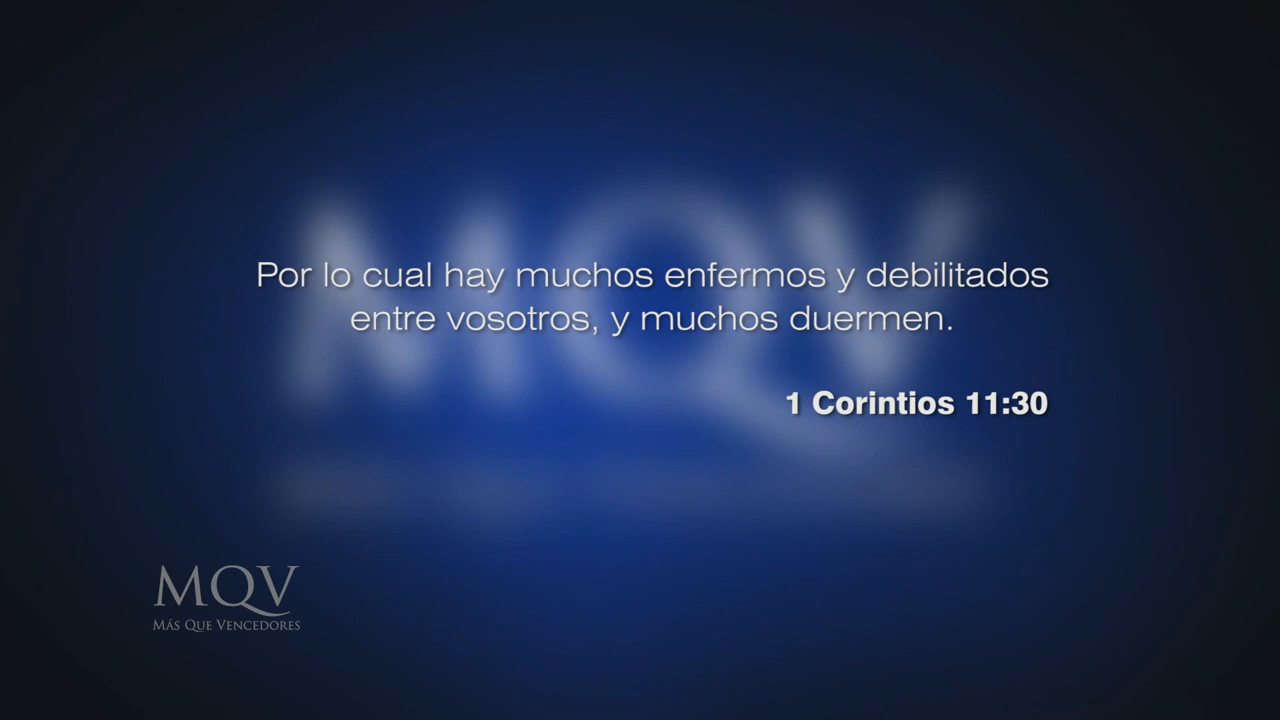 Por lo cual hay muchos enfermos y debilitados
entre vosotros, y muchos duermen.
1 Corintios 11:30
MQV
MQV
MÁS QUE VENCEDORES